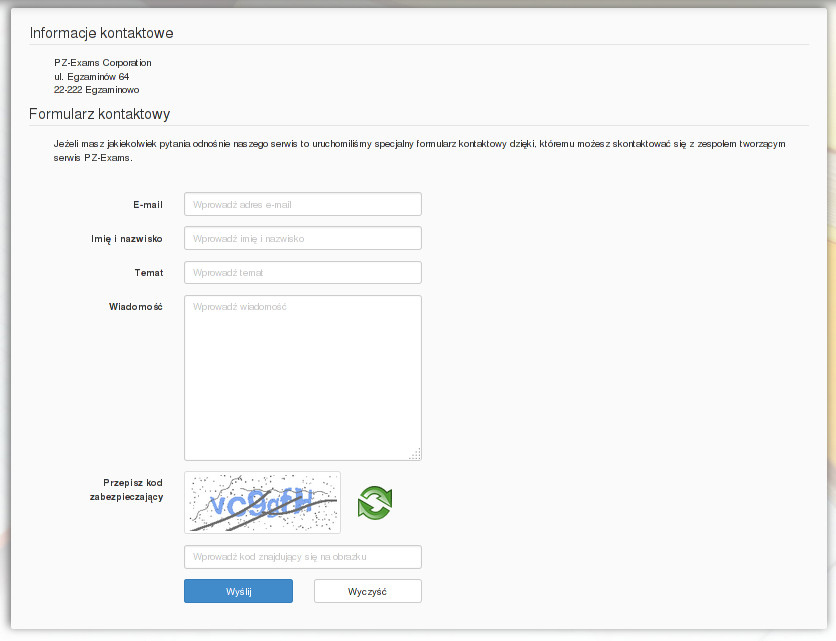 Informacje kontaktowe
PZ-Exams Corporation
ul. Egzaminów 64
22-222 Egzaminowo
Formularz kontaktowy
Jeżeli masz jakiekolwiek pytania odnośnie naszego serwis to uruchomiliśmy specjalny formularz kontaktowy dzięki, któremu możesz skontaktować się z zespołem tworzącym
serwis PZ-Exams.
E-mail
Wprowadź adres e-mail
Imię i nazwisko
Wprowadź imię i nazwisko
Temat
Wprowadź temat
Wiadomość
Wprowadź wiadomość
Przepisz kod
zabezpieczający
Wprowadź kod znajdujący się na obrazku
Wyślij
Wyczyść